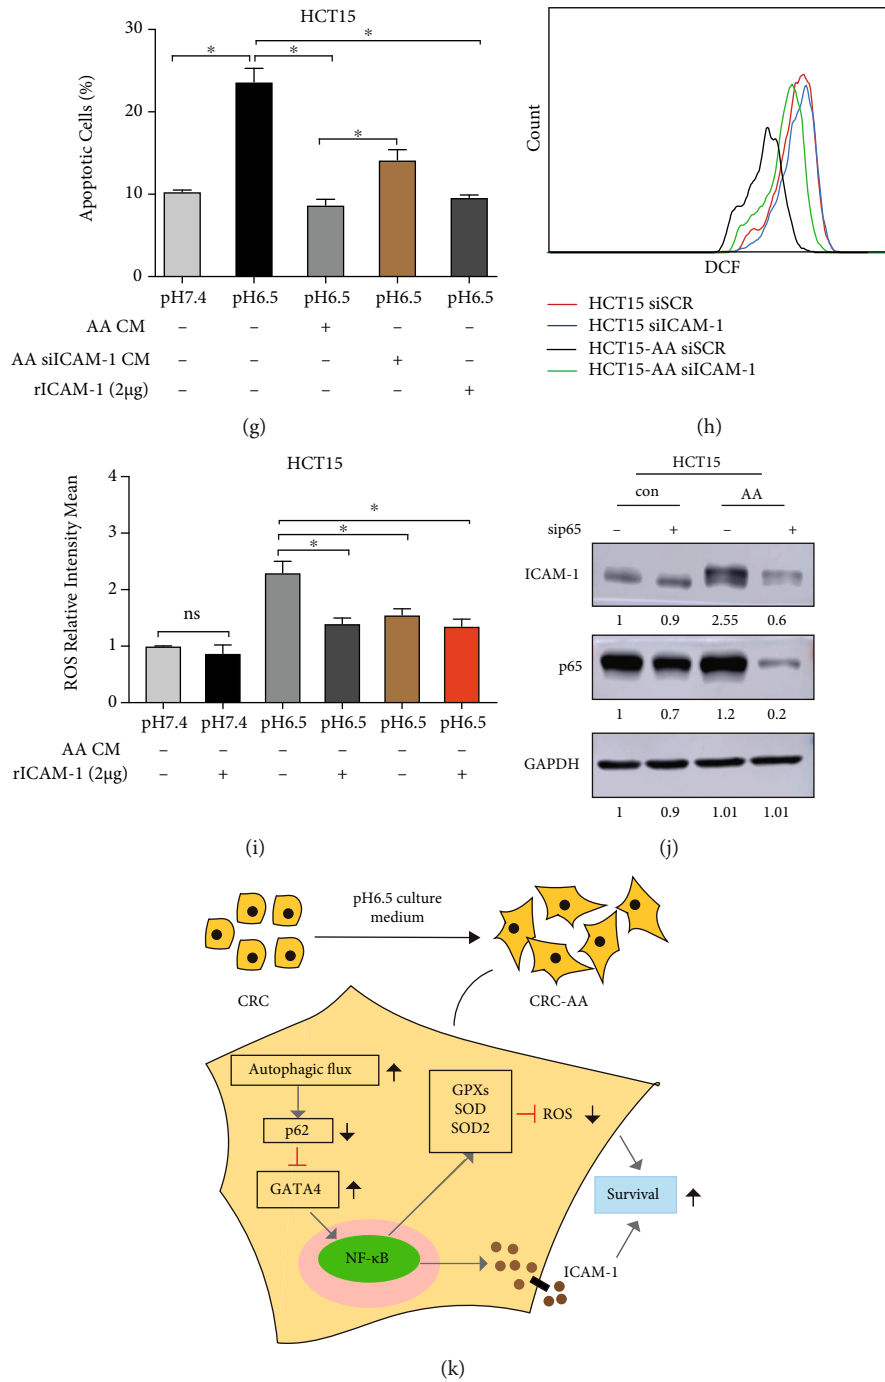 HCT15
Apoptotic Cells (%)
30
20
10
0
* * *
*
pH7.4 pH6.5 pH6.5 pH6.5 pH6.5
AA CM – – + – –
AA siICAM-1 CM – – – + –
rICAM-1 (2µg) – – – – +
(g)
Count
DCF
HCT15 siSCR
HCT15 siICAM-1
HCT15-AA siSCR
HCT15-AA siICAM-1
(h)
HCT15
ROS Relative Intensity Mean
4
3
2
1
0
ns
*
*
*
pH7.4 pH7.4 pH6.5 pH6.5 pH6.5 pH6.5
AA CM – – – – – –
rICAM-1 (2µg) – + – + – +
(i)
HCT15
con AA
sip65 – + – +
ICAM-1
1 0.9 2.55 0.6
p65
1 0.7 1.2 0.2
GAPDH
1 0.9 1.01 1.01
(j)
pH6.5 culture
medium
CRC
CRC-AA
Autophagic flux
p62
GATA4
NF-κB
GPXs
SOD
SOD2
ROS
Survival
ICAM-1
(k)